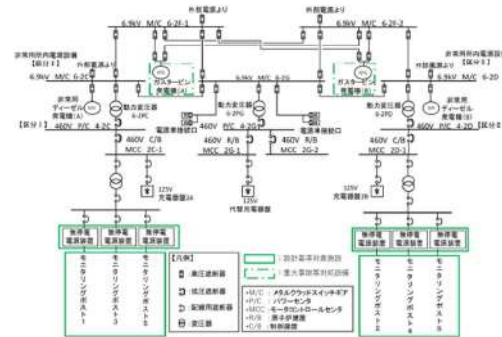 外部電源より 外部電源より
6.9kV M/C 6-2F-1 6.9kV M/C 6-2F-2
非常用所内電源設備
【区分Ⅰ】
外部電源より
ガスタービン
発電機(A)
ガスタービン
発電機(B)
非常用所内電源設備
外部電源より
6.9kV M/C 6-2C 6.9kV M/C 6-2G 6.9kV M/C 6-2D
非常用
ディーゼル
発電機(A)
動力変圧器
6-2PC
動力変圧器
6-2PG
動力変圧器
6-2PD
非常用
ディーゼル
発電機(B)
電源車接続口 電源車接続口
【区分Ⅰ】 460V P/C 4-2C 460V P/C 4-2G 460V P/C 4-2D
460V C/B
MCC 2C-1
460V R/B
MCC 2G-1
460V R/B
MCC 2G-2
460V C/B
MCC 2D-1
125V
充電器盤2A
125V
代替充電器盤
125V
充電器盤2B
無停電
電源装置
無停電
電源装置
無停電
電源装置
無停電
電源装置
無停電
電源装置
無停電
電源装置
モニタリングポスト1
モニタリングポスト3
モニタリングポスト5
モニタリングポスト2
モニタリングポスト4
モニタリングポスト6
【凡例】
:高圧遮断器
:低圧遮断器
:配線用遮断器
:変圧器
:設計基準対象施設
:重大事故等対処設備
・M/C :メタルクラッドスイッチギア
・P/C :パワーセンタ
・MCC :モータコントロールセンタ
・R/B :原子炉建屋
・C/B :制御建屋